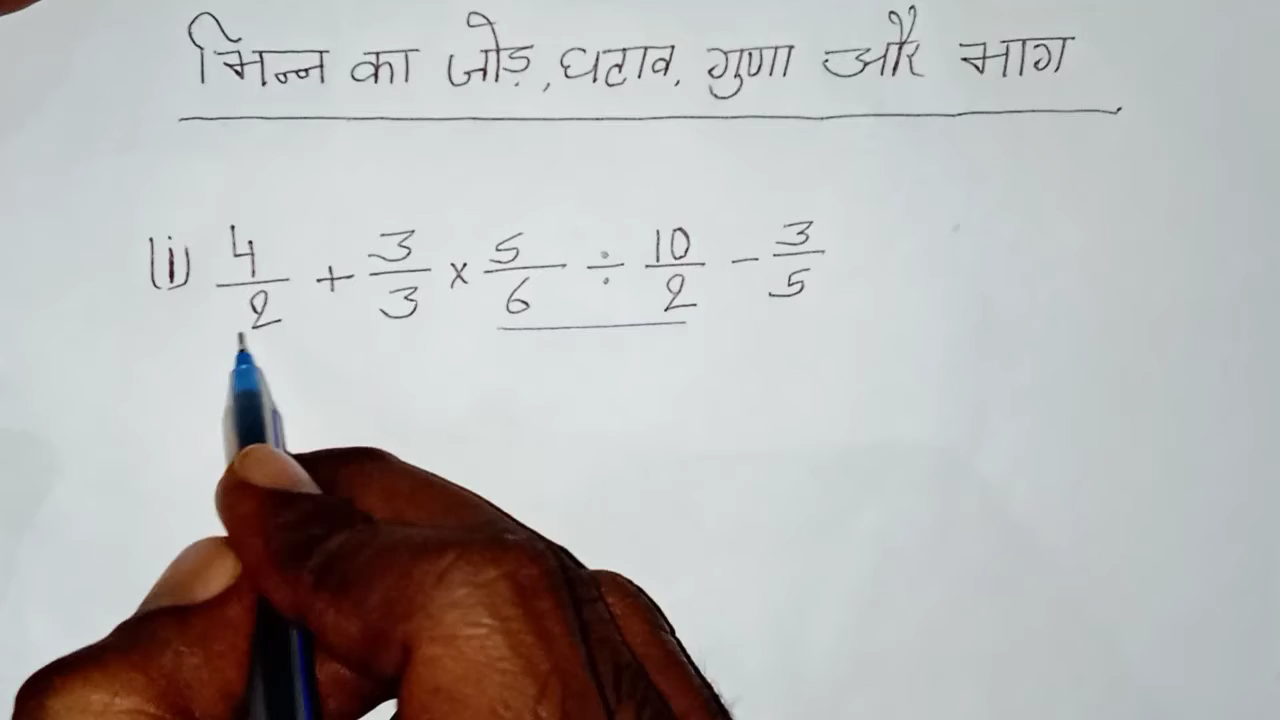 भिन्न का जोड़, घटाव, गुणा और भाग
(i) 4/2 + 3/3 × 5/6 ÷ 10/2 - 3/5